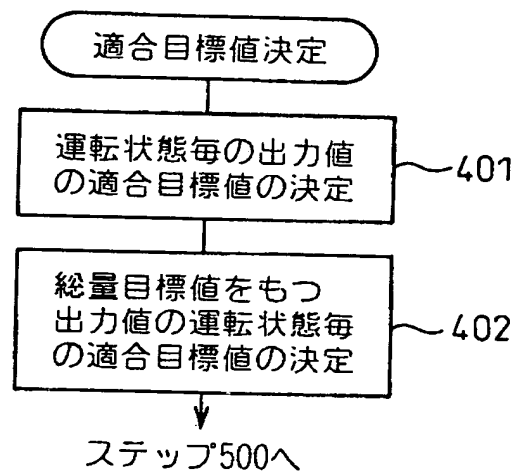 適合目標値決定
運転状態毎の出力値
の適合目標値の決定
401
総量目標値をもつ
出力値の運転状態毎
の適合目標値の決定
402
ステップ500へ